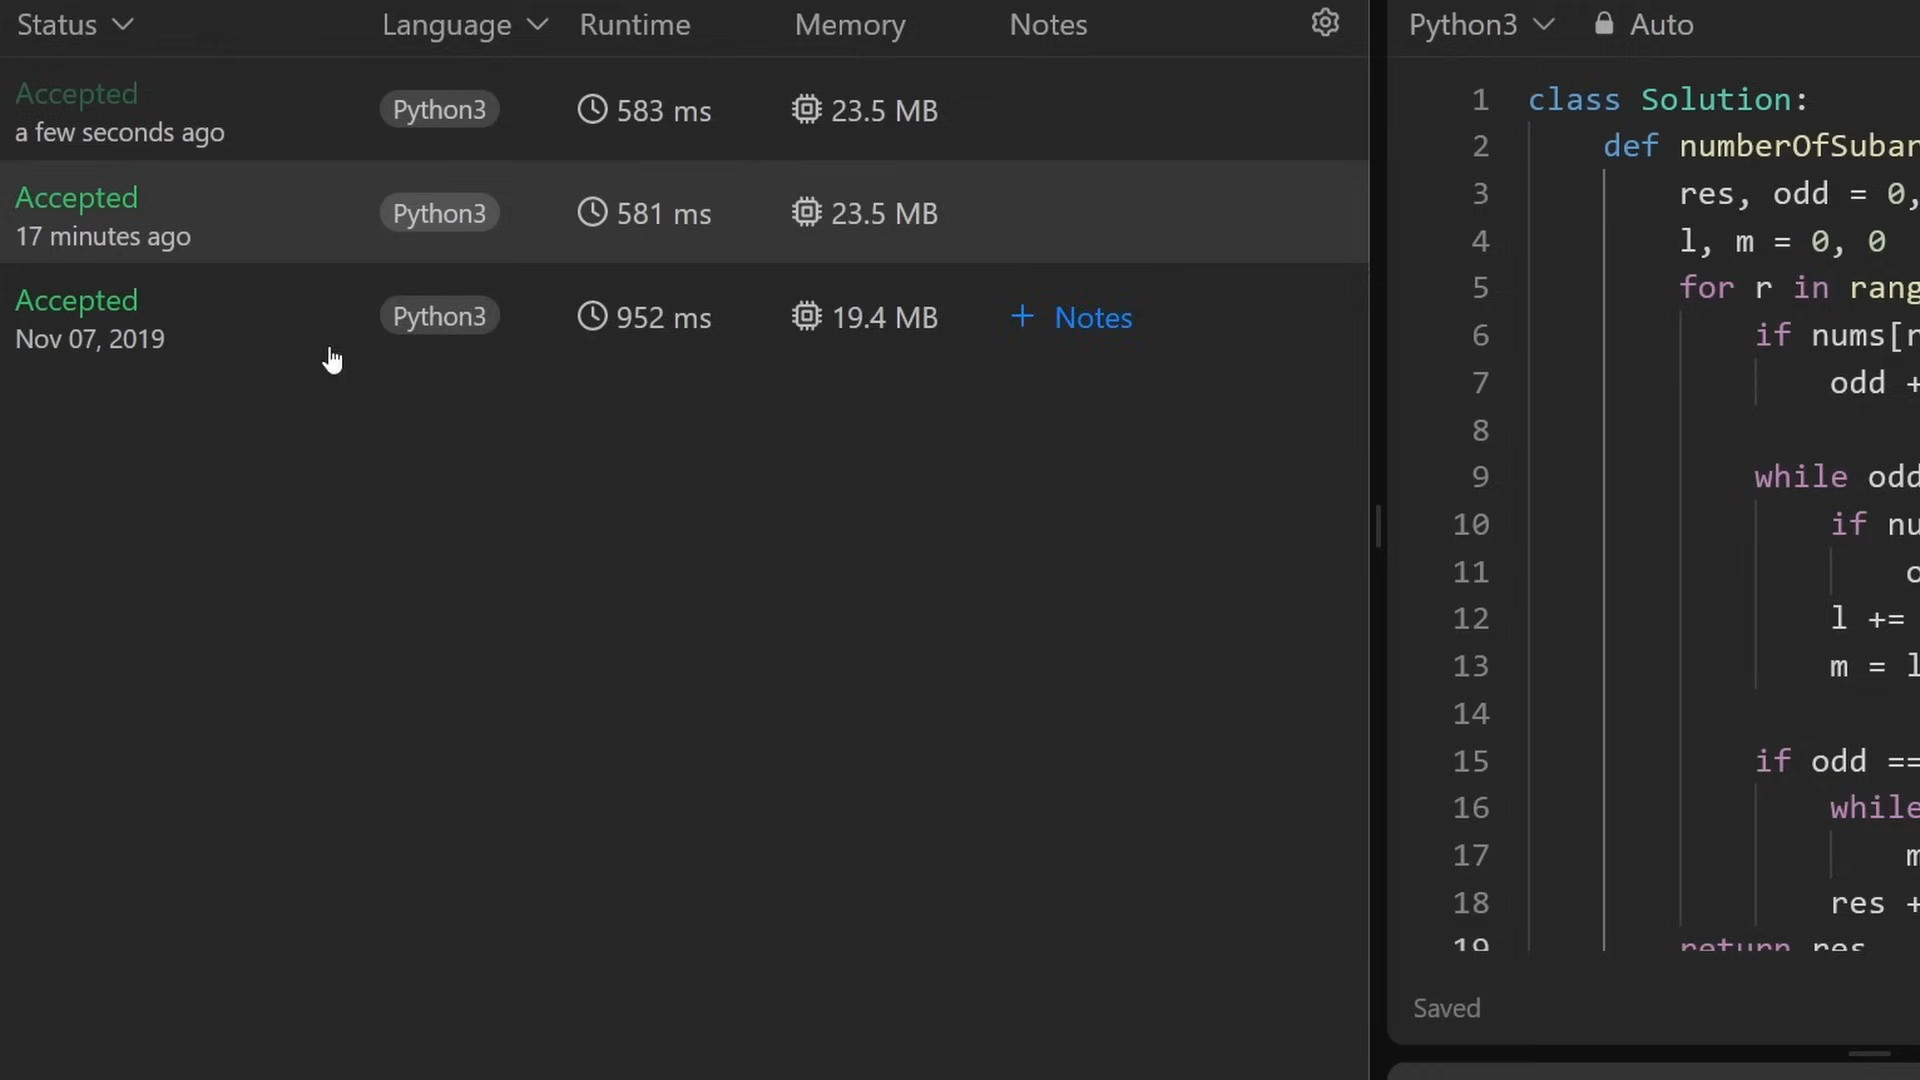 Status Language Runtime Memory Notes
Accepted
a few seconds ago
Python3 583 ms 23.5 MB
Accepted
17 minutes ago
Python3 581 ms 23.5 MB
Accepted
Nov 07, 2019
Python3 952 ms 19.4 MB + Notes
Python3 Auto
1 class Solution:
2 def numberOfSubar
3 res, odd = 0,
4 l, m = 0, 0
5 for r in rang
6 if nums[r
7 odd +
8
9 while odd
10 if nu
11 o
12 l +=
13 m = l
14
15 if odd ==
16 while
17 m
18 res +
19 return res
Saved